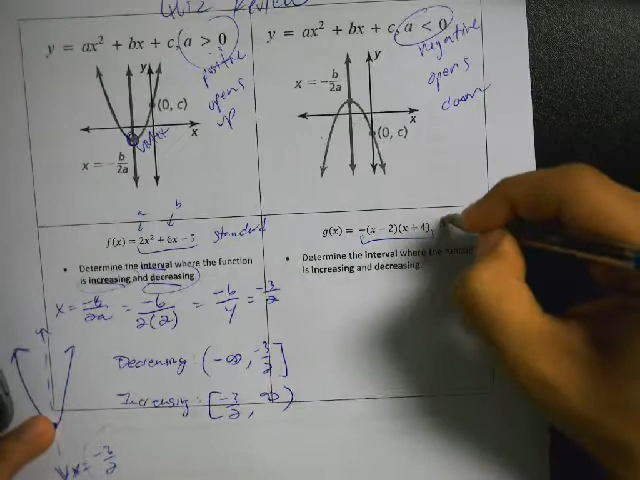 Quiz Review
y = ax² + bx + c, a > 0
positive
opens
up
y
(0, c)
x
x = -b/2a
y = ax² + bx + c, a < 0
negative
opens
down
x = -b/2a
y
x
(0, c)
a b
f(x) = 2x² + 6x - 5 standard
• Determine the interval where the function
is increasing and decreasing.
x = -b/2a = -6/2(2) = -6/4 = -3/2
Decreasing: (-∞, -3/2]
Increasing: [-3/2, ∞)
x = -3/2
g(x) = -(x - 2)(x + 4),
• Determine the interval where the function
is increasing and decreasing.